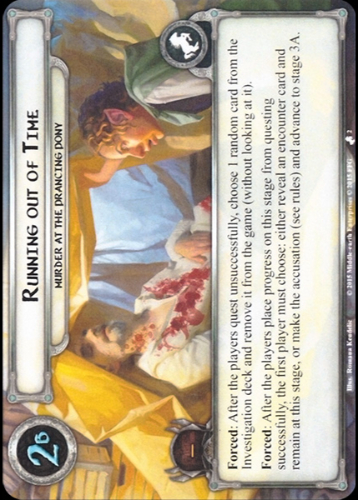 2B
RUNNING OUT OF TIME
MURDER AT THE PRANCING PONY
Forced: After the players quest unsuccessfully, choose 1 random card from the
Investigation deck and remove it from the game (without looking at it).
Forced: After the players place progress on this stage from questing
successfully, the first player must choose: either reveal an encounter card and
remain at this stage, or make the accusation (see rules) and advance to stage 3A.
Illus. Romana Kendelic
© 2015 Middle-earth Enterprises © 2015 FFG
2